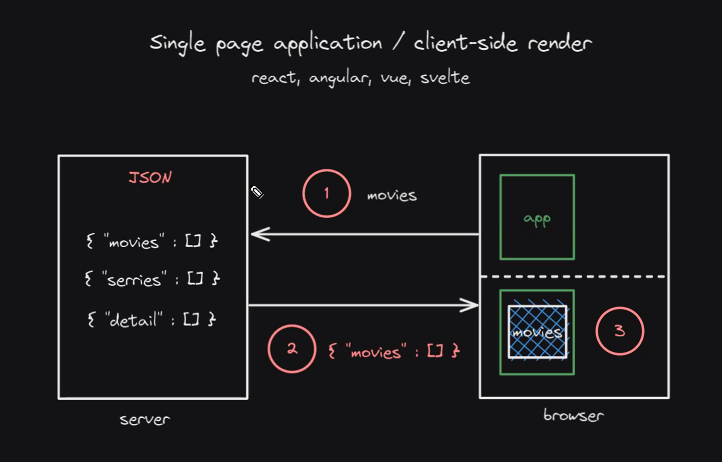 Single page application / client-side render
react, angular, vue, svelte
JSON
{ "movies" : [] }
{ "serries" : [] }
{ "detail" : [] }
server
1
movies
2
{ "movies" : [] }
app
movies
3
browser